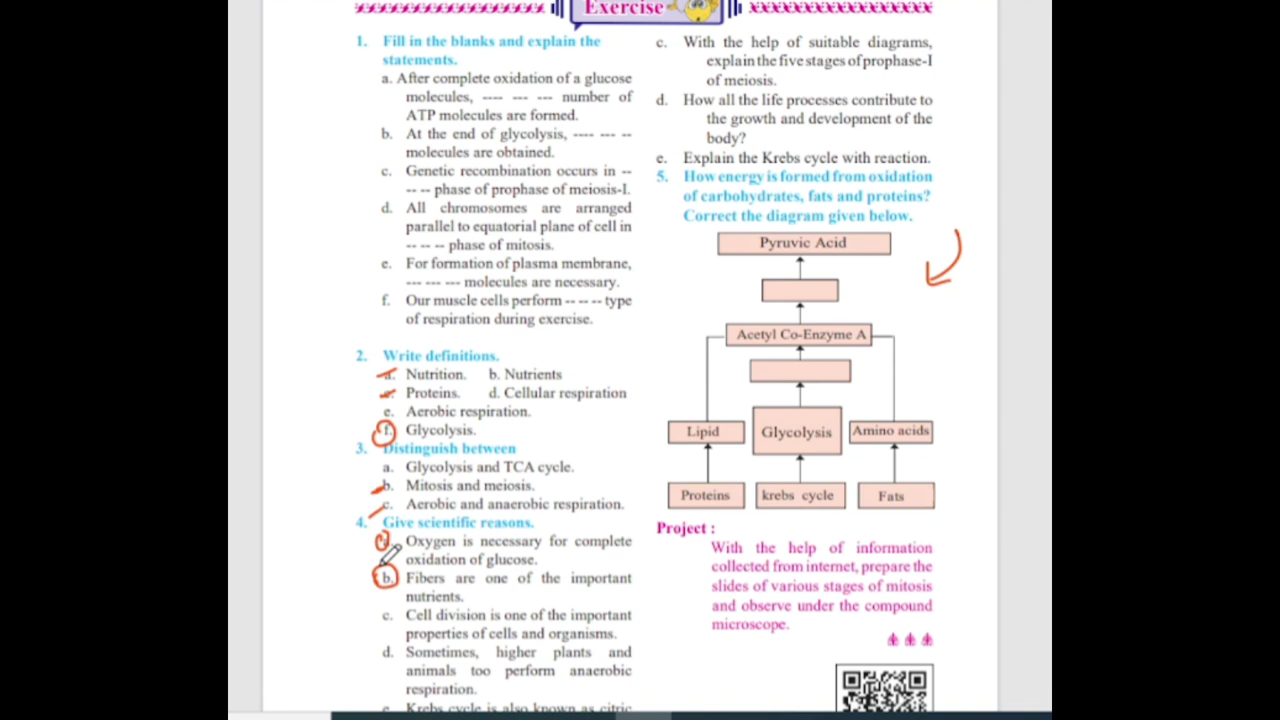 Exercise
1. Fill in the blanks and explain the
statements.
a. After complete oxidation of a glucose
molecules, ---- --- --- number of
ATP molecules are formed.
b. At the end of glycolysis, ---- --- --
molecules are obtained.
c. Genetic recombination occurs in --
-- -- phase of prophase of meiosis-I.
d. All chromosomes are arranged
parallel to equatorial plane of cell in
-- -- -- phase of mitosis.
e. For formation of plasma membrane,
--- --- --- molecules are necessary.
f. Our muscle cells perform -- -- -- type
of respiration during exercise.
2. Write definitions.
a. Nutrition. b. Nutrients
c. Proteins. d. Cellular respiration
e. Aerobic respiration.
f. Glycolysis.
3. Distinguish between
a. Glycolysis and TCA cycle.
b. Mitosis and meiosis.
c. Aerobic and anaerobic respiration.
4. Give scientific reasons.
a. Oxygen is necessary for complete
oxidation of glucose.
b. Fibers are one of the important
nutrients.
c. Cell division is one of the important
properties of cells and organisms.
d. Sometimes, higher plants and
animals too perform anaerobic
respiration.
e. Krebs cycle is also known as citric
c. With the help of suitable diagrams,
explain the five stages of prophase-I
of meiosis.
d. How all the life processes contribute to
the growth and development of the
body?
e. Explain the Krebs cycle with reaction.
5. How energy is formed from oxidation
of carbohydrates, fats and proteins?
Correct the diagram given below.
Pyruvic Acid
Acetyl Co-Enzyme A
Lipid Glycolysis Amino acids
Proteins krebs cycle Fats
Project :
With the help of information
collected from internet, prepare the
slides of various stages of mitosis
and observe under the compound
microscope.